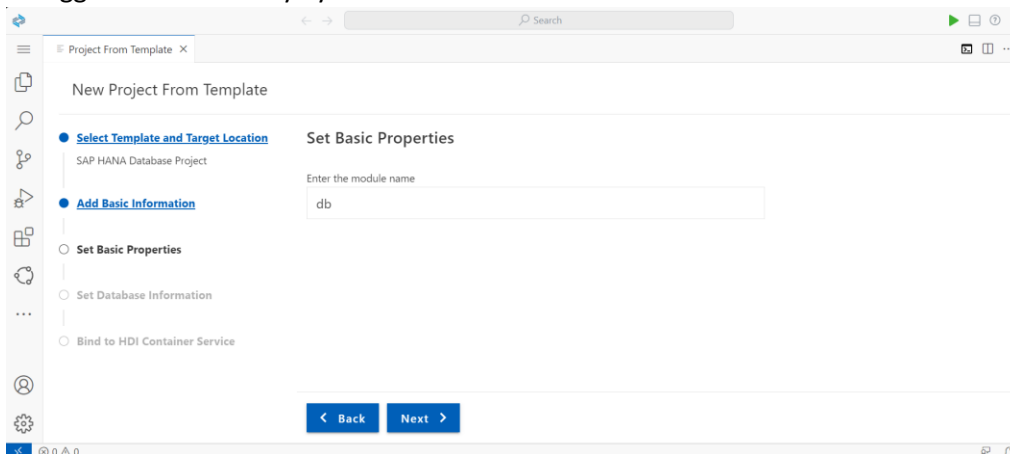 Search
Project From Template
New Project From Template
Select Template and Target Location
SAP HANA Database Project
Add Basic Information
Set Basic Properties
Set Database Information
Bind to HDI Container Service
Set Basic Properties
Enter the module name
db
Back
Next
0 0